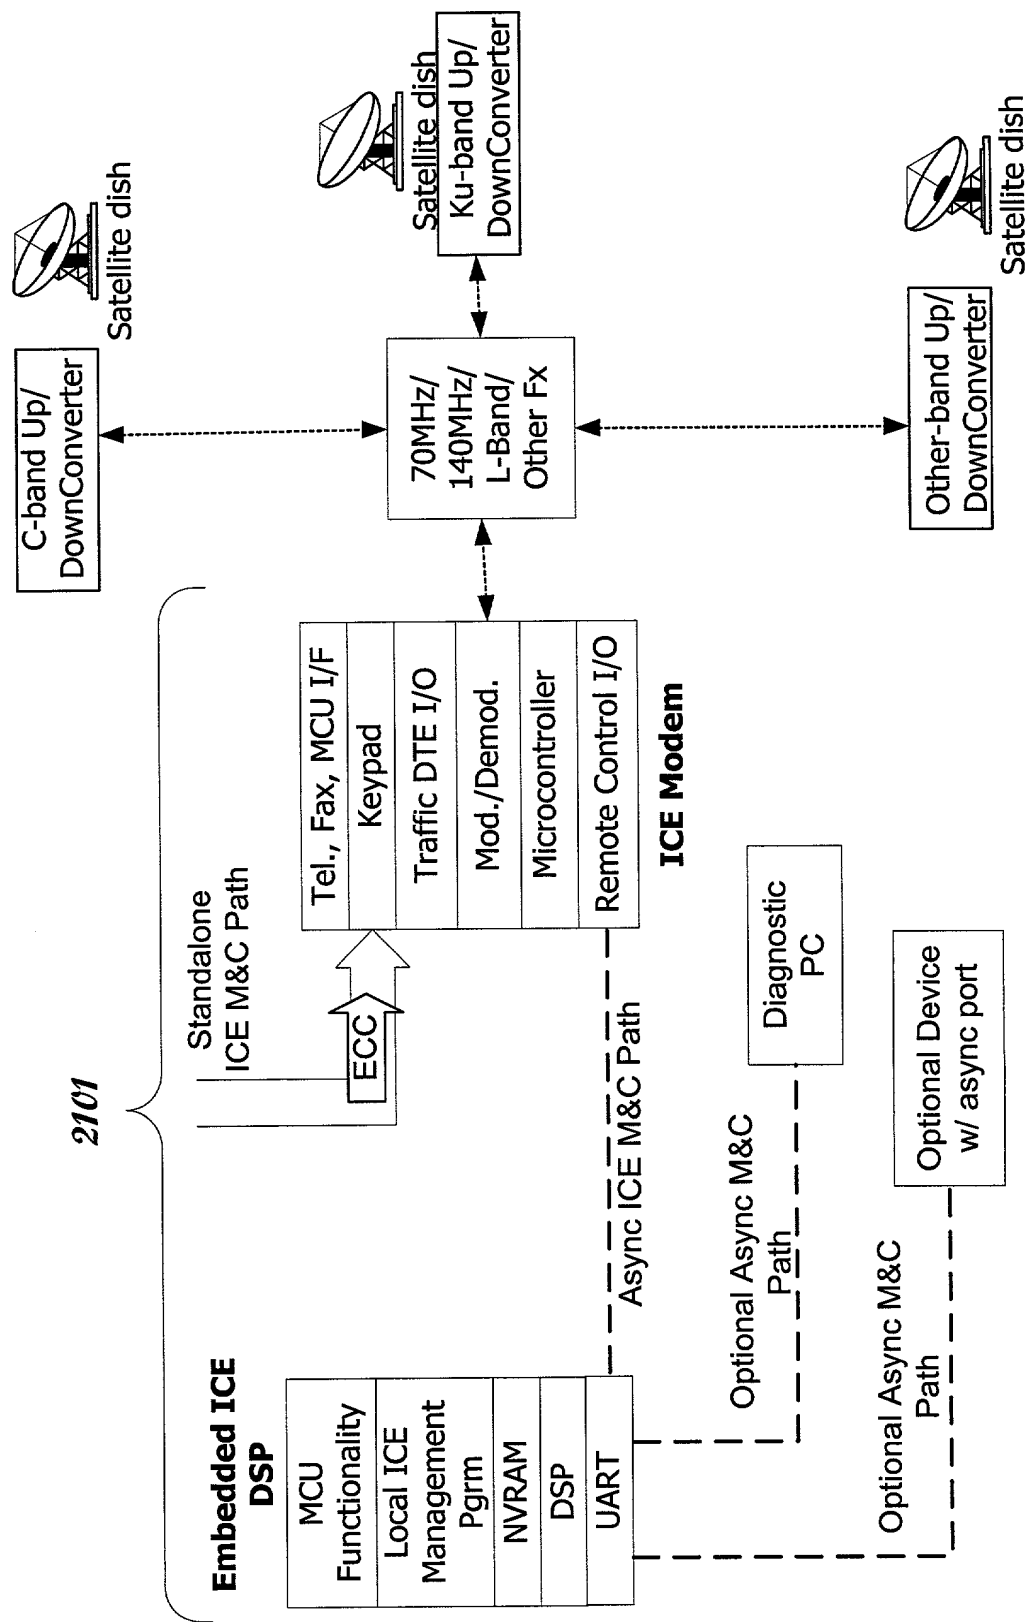 2101
Embedded ICE
DSP
MCU
Functionality
Local ICE
Management
Pgrm
NVRAM
DSP
UART
Standalone
ICE M&C Path
ECC
Tel., Fax, MCU I/F
Keypad
Traffic DTE I/O
Mod./Demod.
Microcontroller
Remote Control I/O
ICE Modem
Async ICE M&C Path
Optional Async M&C
Path
Diagnostic
PC
Optional Async M&C
Path
Optional Device
w/ async port
C-band Up/
DownConverter
Satellite dish
70MHz/
140MHz/
L-Band/
Other Fx
Satellite dish
Ku-band Up/
DownConverter
Other-band Up/
DownConverter
Satellite dish